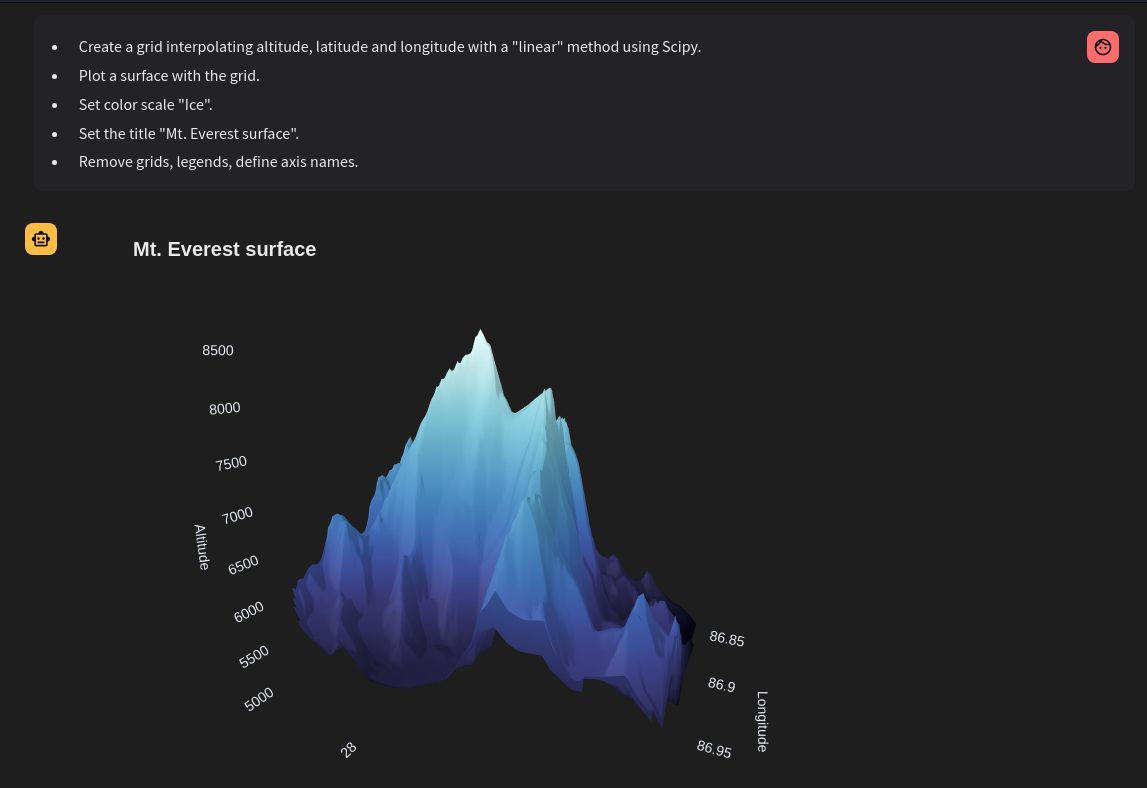 Create a grid interpolating altitude, latitude and longitude with a "linear" method using Scipy.
Plot a surface with the grid.
Set color scale "Ice".
Set the title "Mt. Everest surface".
Remove grids, legends, define axis names.
Mt. Everest surface
8500
8000
7500
7000
Altitude
6500
6000
5500
5000
28
86.85
86.9
Longitude
86.95